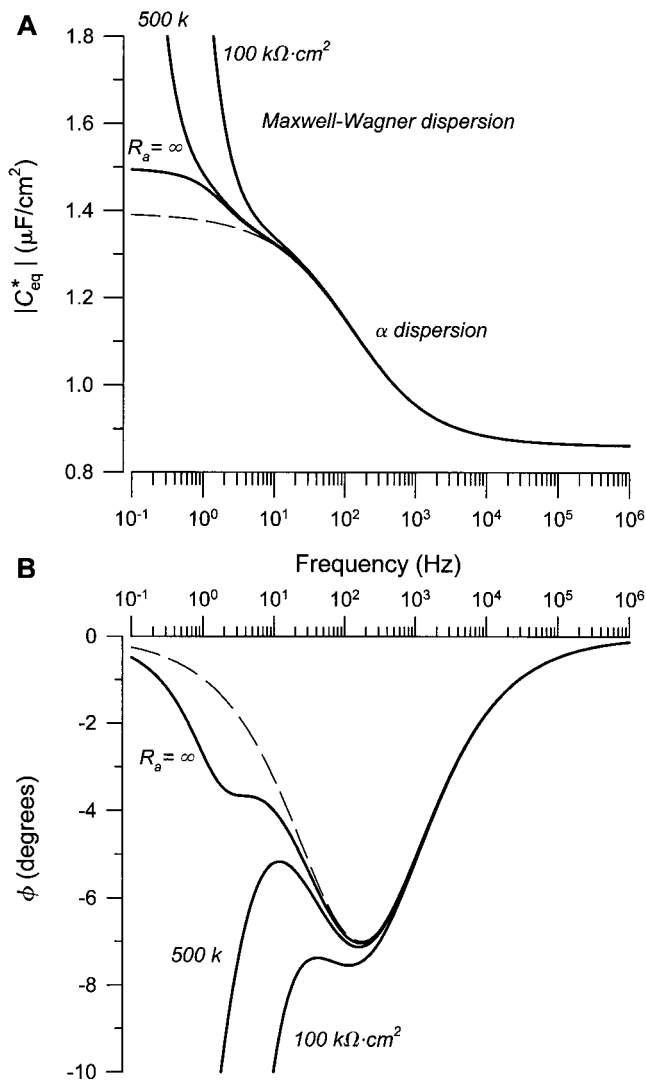 A
500 k
100 kΩ·cm²
1.8
Maxwell-Wagner dispersion
1.6
Rₐ = ∞
1.4
|C*eq| (μF/cm²)
1.2
α dispersion
1.0
0.8
10⁻¹ 10⁰ 10¹ 10² 10³ 10⁴ 10⁵ 10⁶
B
Frequency (Hz)
10⁻¹ 10⁰ 10¹ 10² 10³ 10⁴ 10⁵ 10⁶
0
-2
Rₐ = ∞
-4
ϕ (degrees)
-6
500 k
-8
100 kΩ·cm²
-10